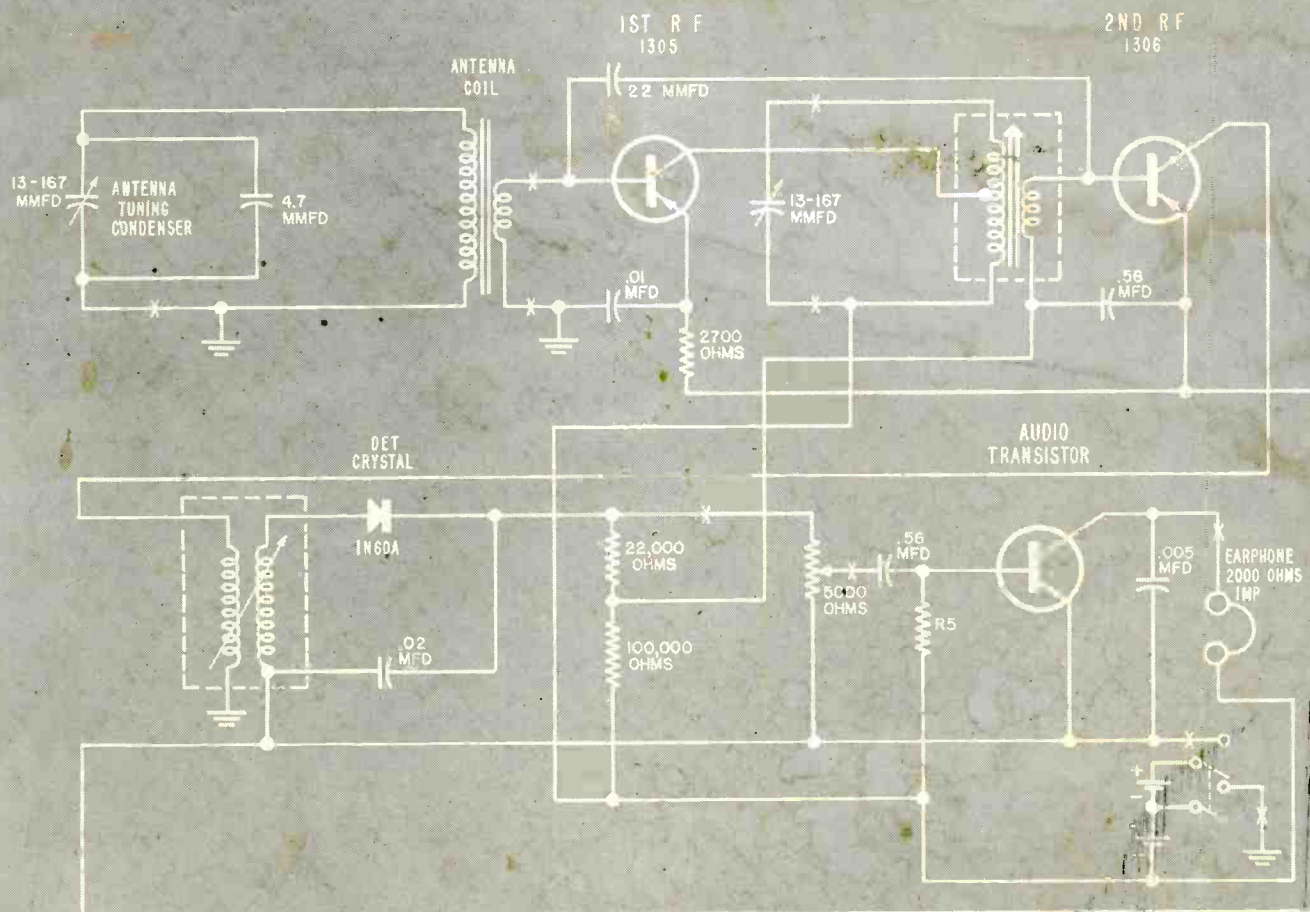 1ST RF
1305
2ND RF
1306
ANTENNA
COIL
22 MMFD
13-167
MMFD
ANTENNA
TUNING
CONDENSER
4.7
MMFD
13-167
MMFD
.01
MFD
.56
MFD
2700
OHMS
DET
CRYSTAL
AUDIO
TRANSISTOR
1N60A
22,000
OHMS
.56
MFD
5000
OHMS
.005
MFD
EARPHONE
2000 OHMS
IMP
R5
.02
MFD
100,000
OHMS
+
-